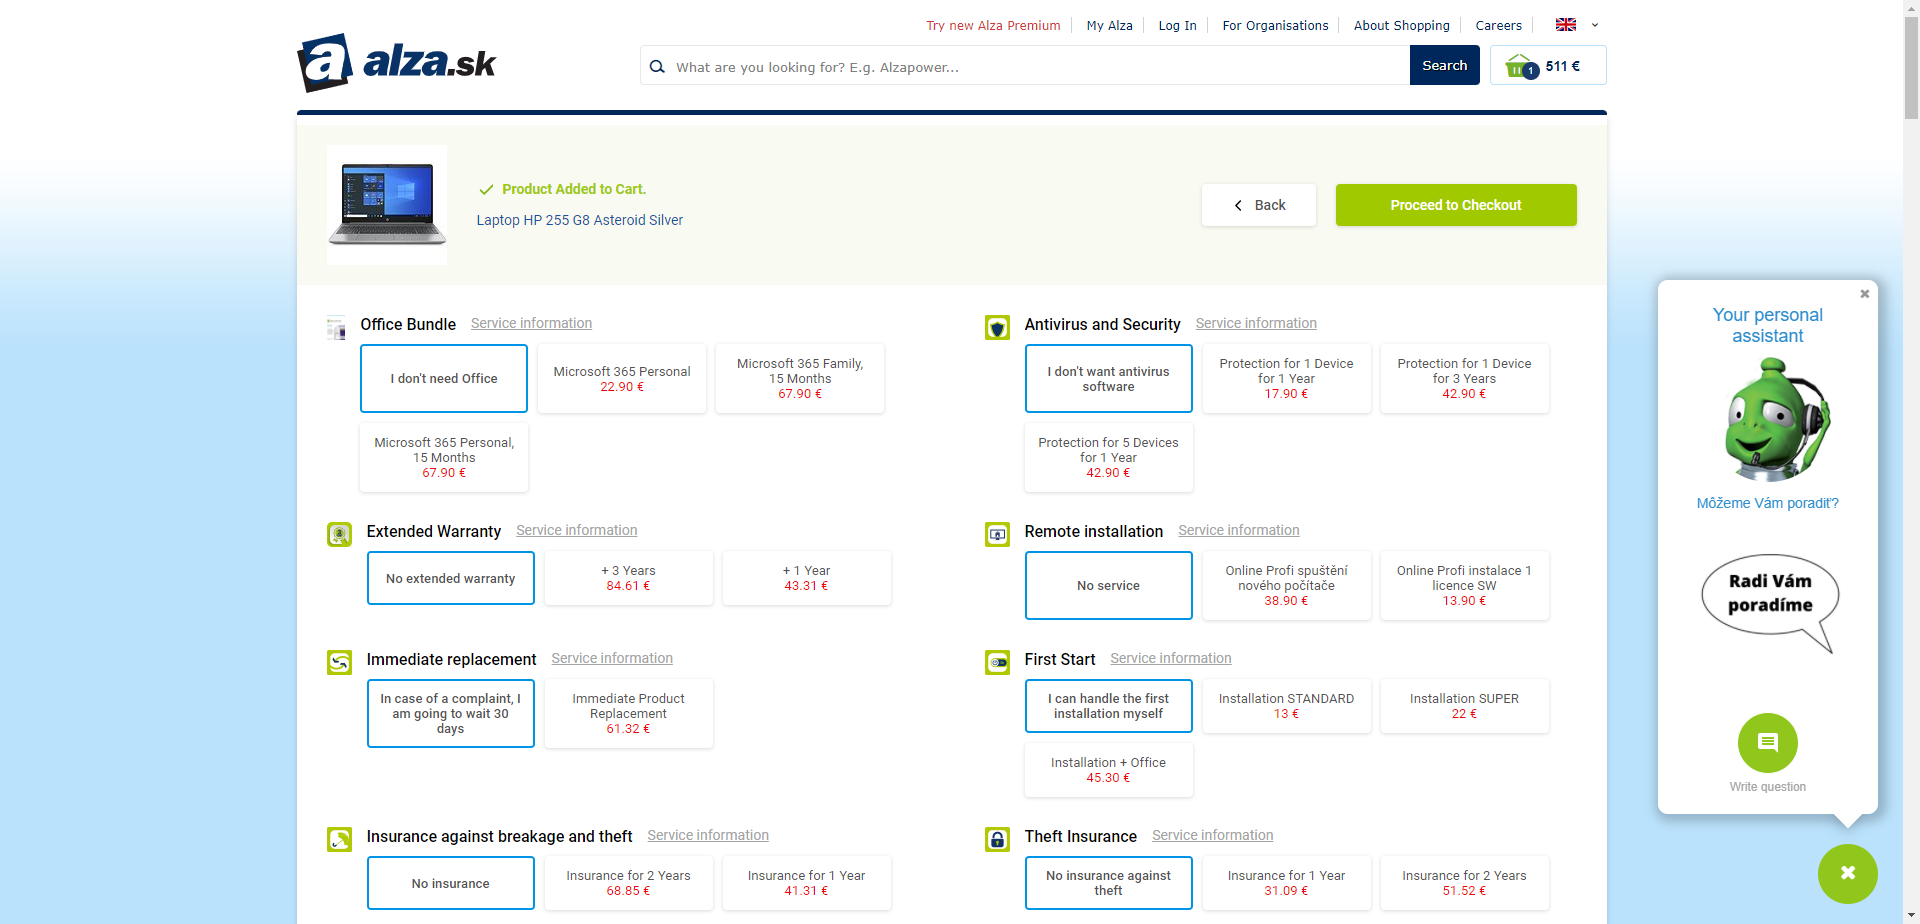 Try new Alza Premium
My Alza
Log In
For Organisations
About Shopping
Careers
alza.sk
What are you looking for? E.g. Alzapower...
Search
1
511 €
Product Added to Cart.
Laptop HP 255 G8 Asteroid Silver
Back
Proceed to Checkout
Office Bundle
Service information
I don't need Office
Microsoft 365 Personal
22.90 €
Microsoft 365 Family,
15 Months
67.90 €
Microsoft 365 Personal,
15 Months
67.90 €
Antivirus and Security
Service information
I don't want antivirus
software
Protection for 1 Device
for 1 Year
17.90 €
Protection for 1 Device
for 3 Years
42.90 €
Protection for 5 Devices
for 1 Year
42.90 €
Extended Warranty
Service information
No extended warranty
+ 3 Years
84.61 €
+ 1 Year
43.31 €
Remote installation
Service information
No service
Online Profi spuštění
nového počítače
38.90 €
Online Profi instalace 1
licence SW
13.90 €
Immediate replacement
Service information
In case of a complaint, I
am going to wait 30
days
Immediate Product
Replacement
61.32 €
First Start
Service information
I can handle the first
installation myself
Installation STANDARD
13 €
Installation SUPER
22 €
Installation + Office
45.30 €
Insurance against breakage and theft
Service information
No insurance
Insurance for 2 Years
68.85 €
Insurance for 1 Year
41.31 €
Theft Insurance
Service information
No insurance against
theft
Insurance for 1 Year
31.09 €
Insurance for 2 Years
51.52 €
Your personal
assistant
Môžeme Vám poradiť?
Radi Vám
poradíme
Write question